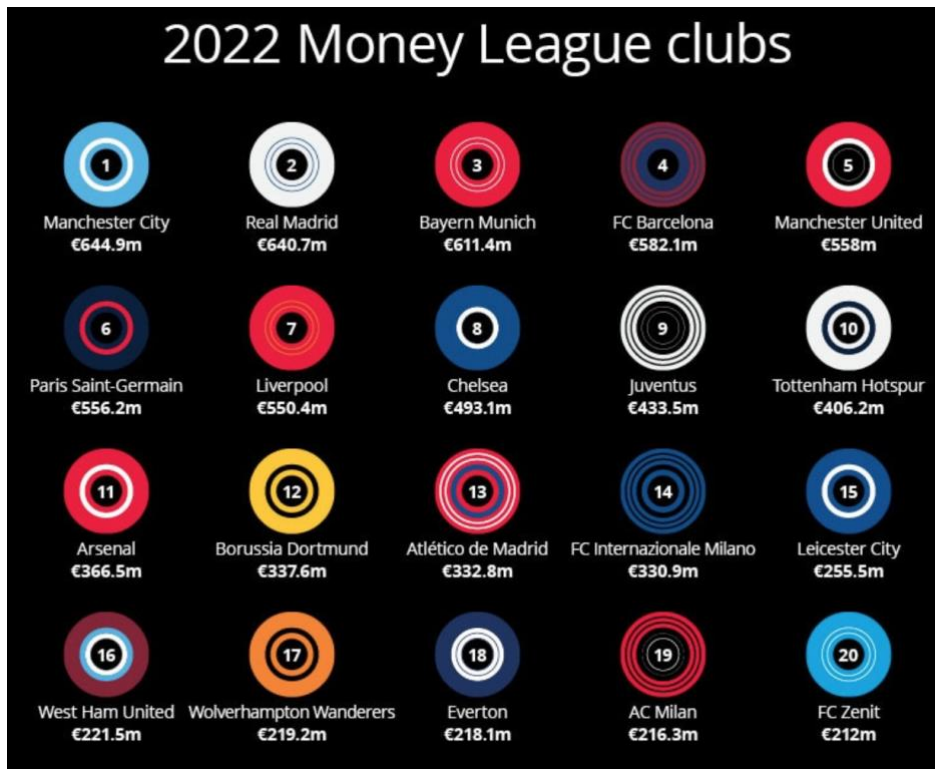 2022 Money League clubs
1 2 3 4 5
Manchester City Real Madrid Bayern Munich FC Barcelona Manchester United
€644.9m €640.7m €611.4m €582.1m €558m
6 7 8 9 10
Paris Saint-Germain Liverpool Chelsea Juventus Tottenham Hotspur
€556.2m €550.4m €493.1m €433.5m €406.2m
11 12 13 14 15
Arsenal Borussia Dortmund Atlético de Madrid FC Internazionale Milano Leicester City
€366.5m €337.6m €332.8m €330.9m €255.5m
16 17 18 19 20
West Ham United Wolverhampton Wanderers Everton AC Milan FC Zenit
€221.5m €219.2m €218.1m €216.3m €212m